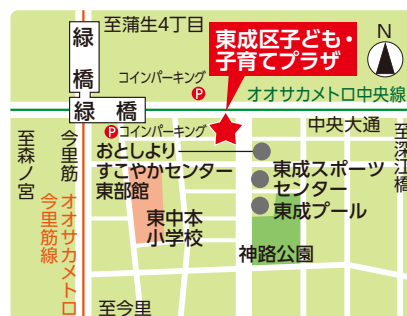 至蒲生4丁目
緑橋
東成区子ども・
子育てプラザ
N
コインパーキング
P
オオサカメトロ中央線
緑橋
P コインパーキング
中央大通
至森ノ宮
今里筋
オオサカメトロ
今里筋線
おとしより
すこやかセンター
東部館
東成スポーツ
センター
東成プール
至深江橋
東中本
小学校
神路公園
至今里